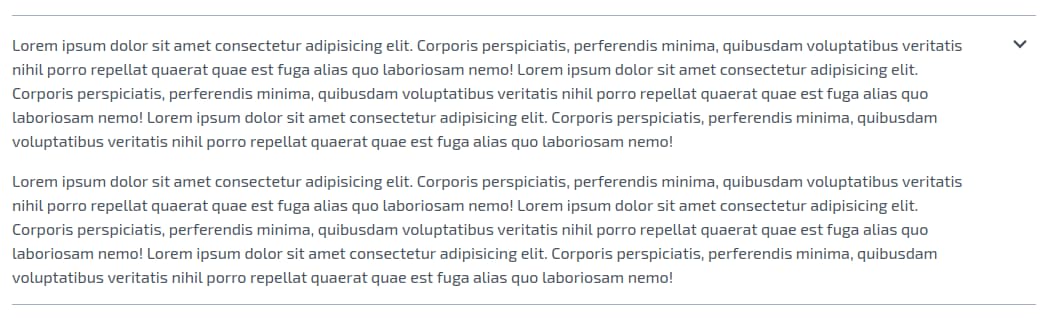 Lorem ipsum dolor sit amet consectetur adipisicing elit. Corporis perspiciatis, perferendis minima, quibusdam voluptatibus veritatis
nihil porro repellat quaerat quae est fuga alias quo laboriosam nemo! Lorem ipsum dolor sit amet consectetur adipisicing elit.
Corporis perspiciatis, perferendis minima, quibusdam voluptatibus veritatis nihil porro repellat quaerat quae est fuga alias quo
laboriosam nemo! Lorem ipsum dolor sit amet consectetur adipisicing elit. Corporis perspiciatis, perferendis minima, quibusdam
voluptatibus veritatis nihil porro repellat quaerat quae est fuga alias quo laboriosam nemo!
Lorem ipsum dolor sit amet consectetur adipisicing elit. Corporis perspiciatis, perferendis minima, quibusdam voluptatibus veritatis
nihil porro repellat quaerat quae est fuga alias quo laboriosam nemo! Lorem ipsum dolor sit amet consectetur adipisicing elit.
Corporis perspiciatis, perferendis minima, quibusdam voluptatibus veritatis nihil porro repellat quaerat quae est fuga alias quo
laboriosam nemo! Lorem ipsum dolor sit amet consectetur adipisicing elit. Corporis perspiciatis, perferendis minima, quibusdam
voluptatibus veritatis nihil porro repellat quaerat quae est fuga alias quo laboriosam nemo!